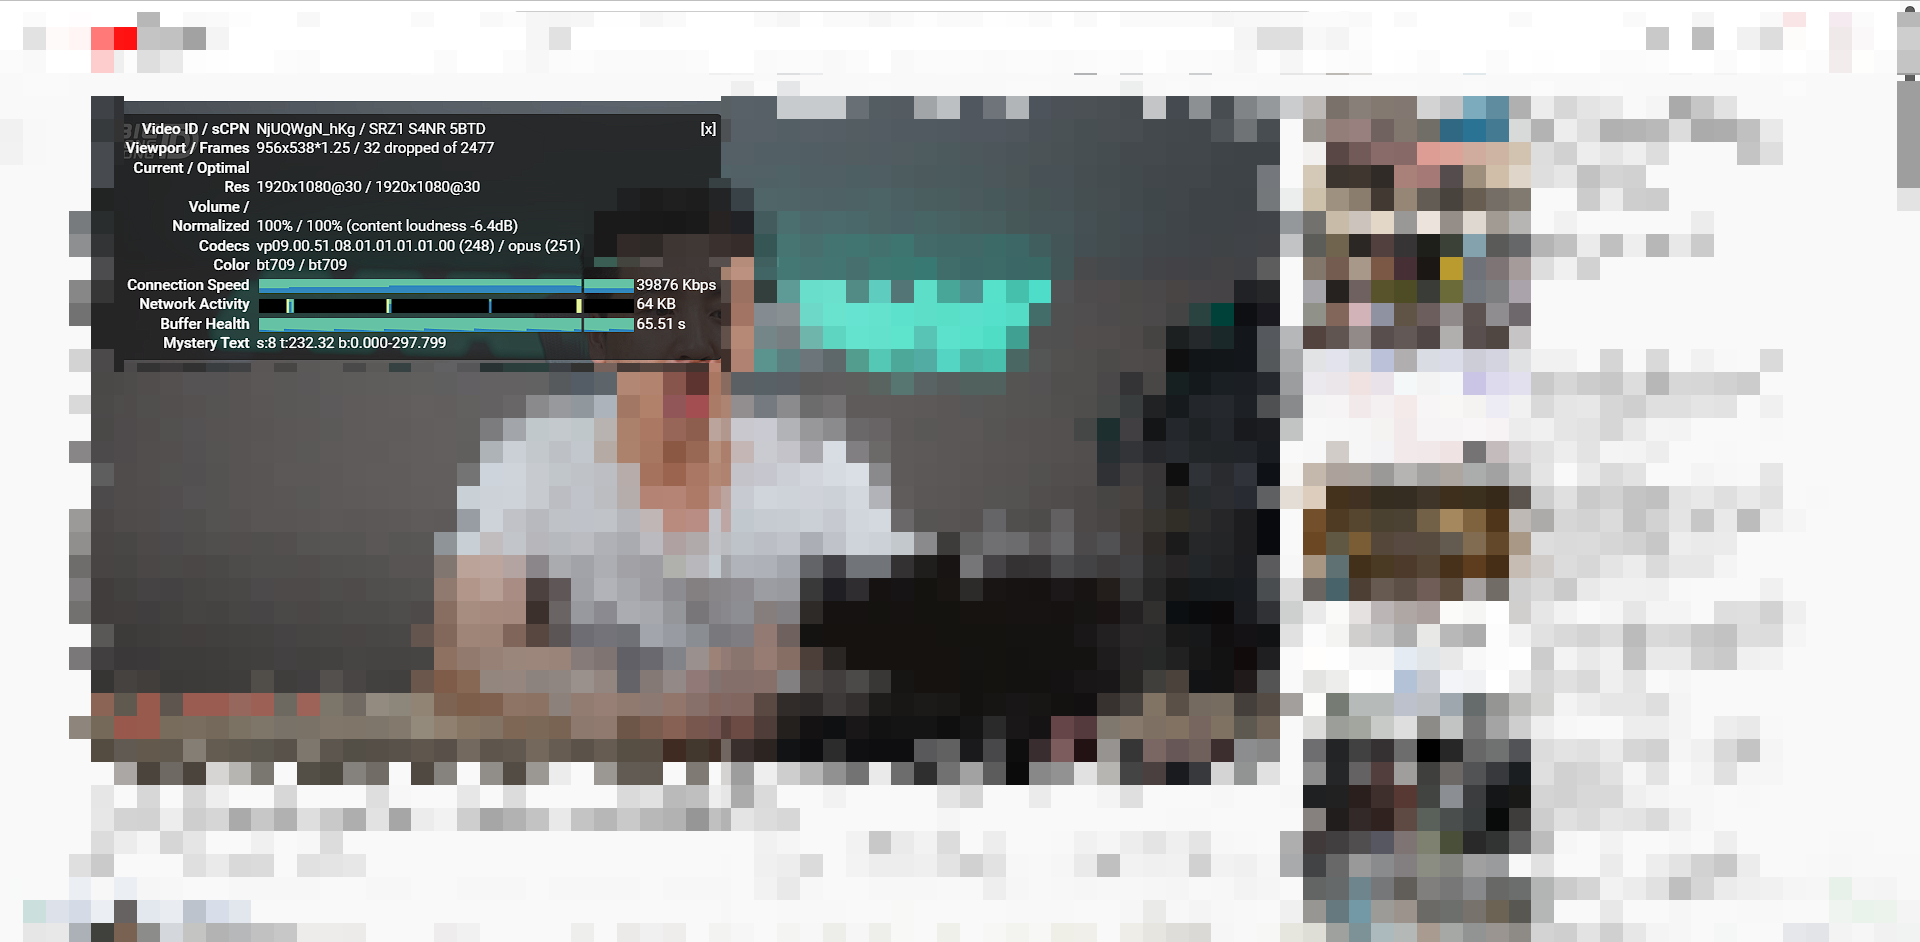 Video ID / sCPN NjUQWgN_hKg / SRZ1 S4NR 5BTD [x]
Viewport / Frames 956x538*1.25 / 32 dropped of 2477
Current / Optimal
Res 1920x1080@30 / 1920x1080@30
Volume /
Normalized 100% / 100% (content loudness -6.4dB)
Codecs vp09.00.51.08.01.01.01.01.00 (248) / opus (251)
Color bt709 / bt709
Connection Speed 39876 Kbps
Network Activity 64 KB
Buffer Health 65.51 s
Mystery Text s:8 t:232.32 b:0.000-297.799